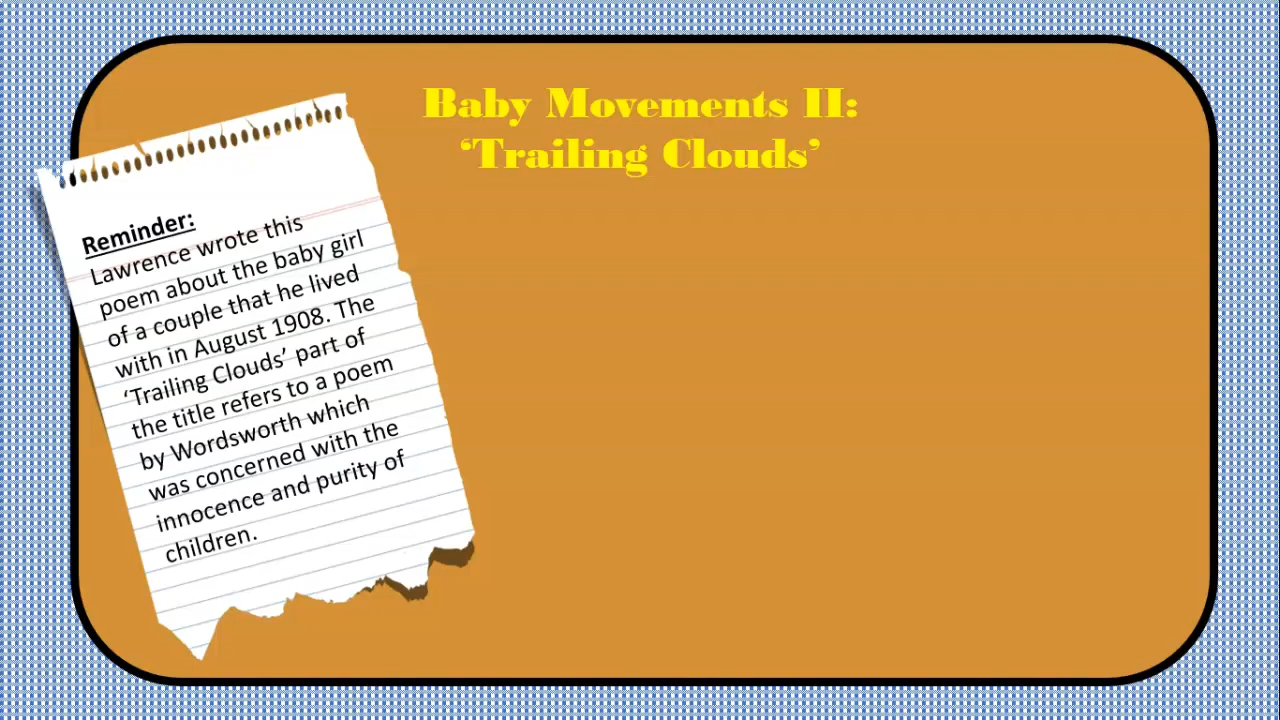 Baby Movements II:
‘Trailing Clouds’
Reminder:
Lawrence wrote this
poem about the baby girl
of a couple that he lived
with in August 1908. The
‘Trailing Clouds’ part of
the title refers to a poem
by Wordsworth which
was concerned with the
innocence and purity of
children.